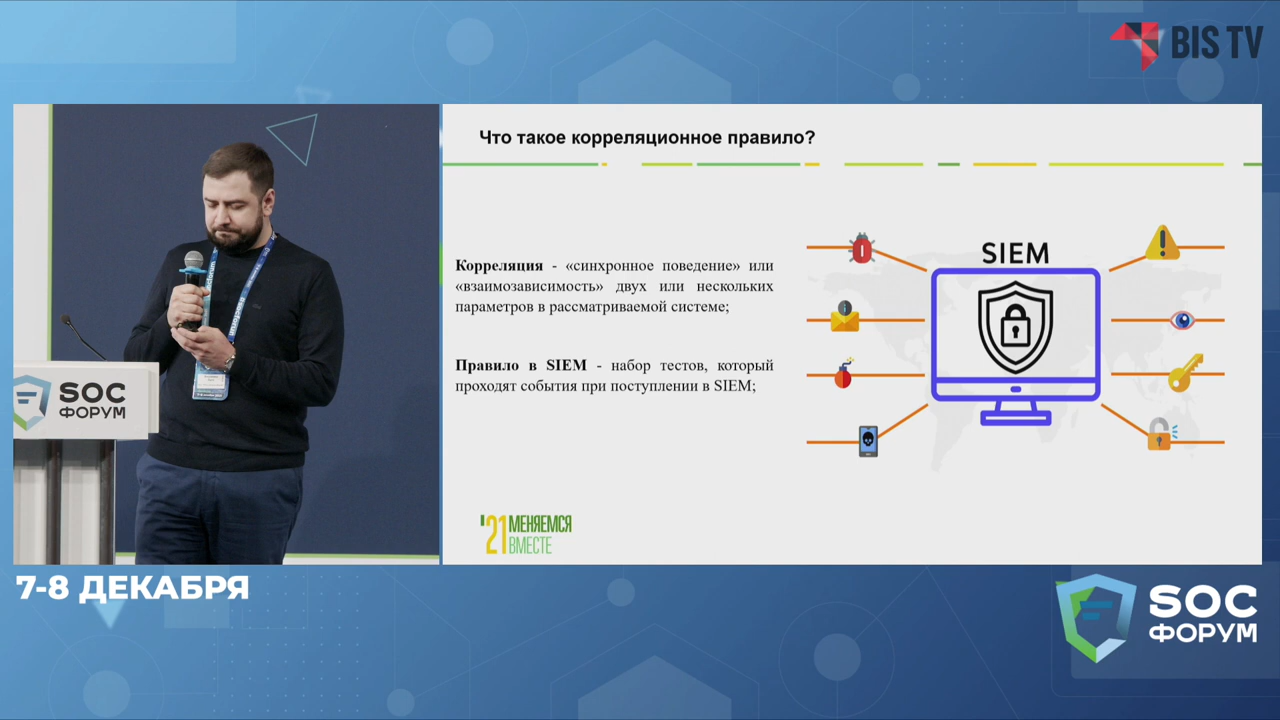 BIS TV
Что такое корреляционное правило?
Корреляция - «синхронное поведение» или
«взаимозависимость» двух или нескольких
параметров в рассматриваемой системе;
Правило в SIEM - набор тестов, который
проходят события при поступлении в SIEM;
SIEM
'21 МЕНЯЕМСЯ
ВМЕСТЕ
SOC
ФОРУМ
7-8 ДЕКАБРЯ
SOC
ФОРУМ